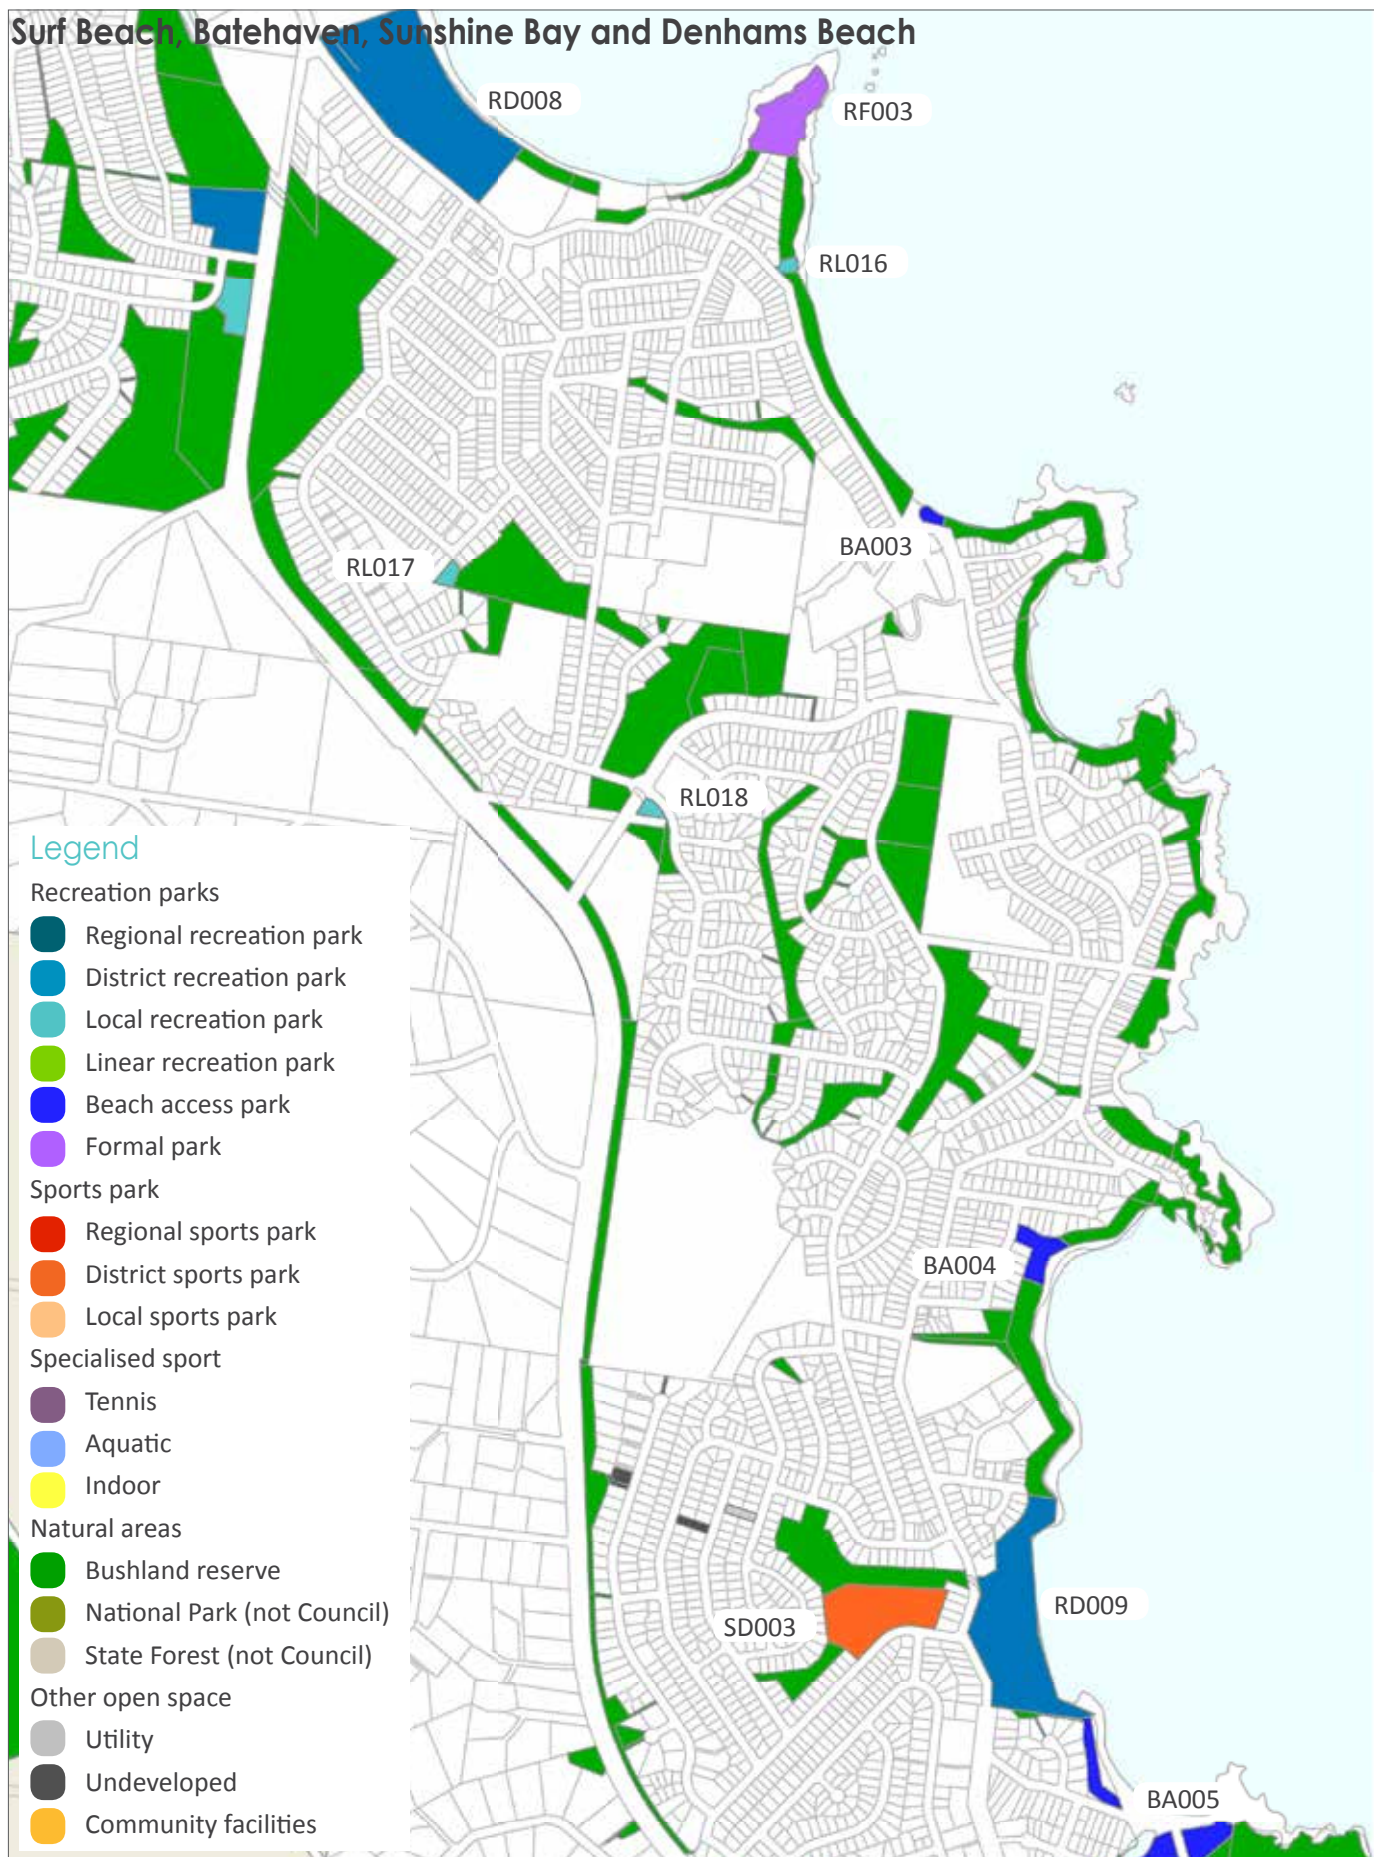 Surf Beach, Batehaven, Sunshine Bay and Denhams Beach
RD008
RF003
RL016
BA003
RL017
RL018
BA004
RD009
SD003
BA005
Legend
Recreation parks
Regional recreation park
District recreation park
Local recreation park
Linear recreation park
Beach access park
Formal park
Sports park
Regional sports park
District sports park
Local sports park
Specialised sport
Tennis
Aquatic
Indoor
Natural areas
Bushland reserve
National Park (not Council)
State Forest (not Council)
Other open space
Utility
Undeveloped
Community facilities